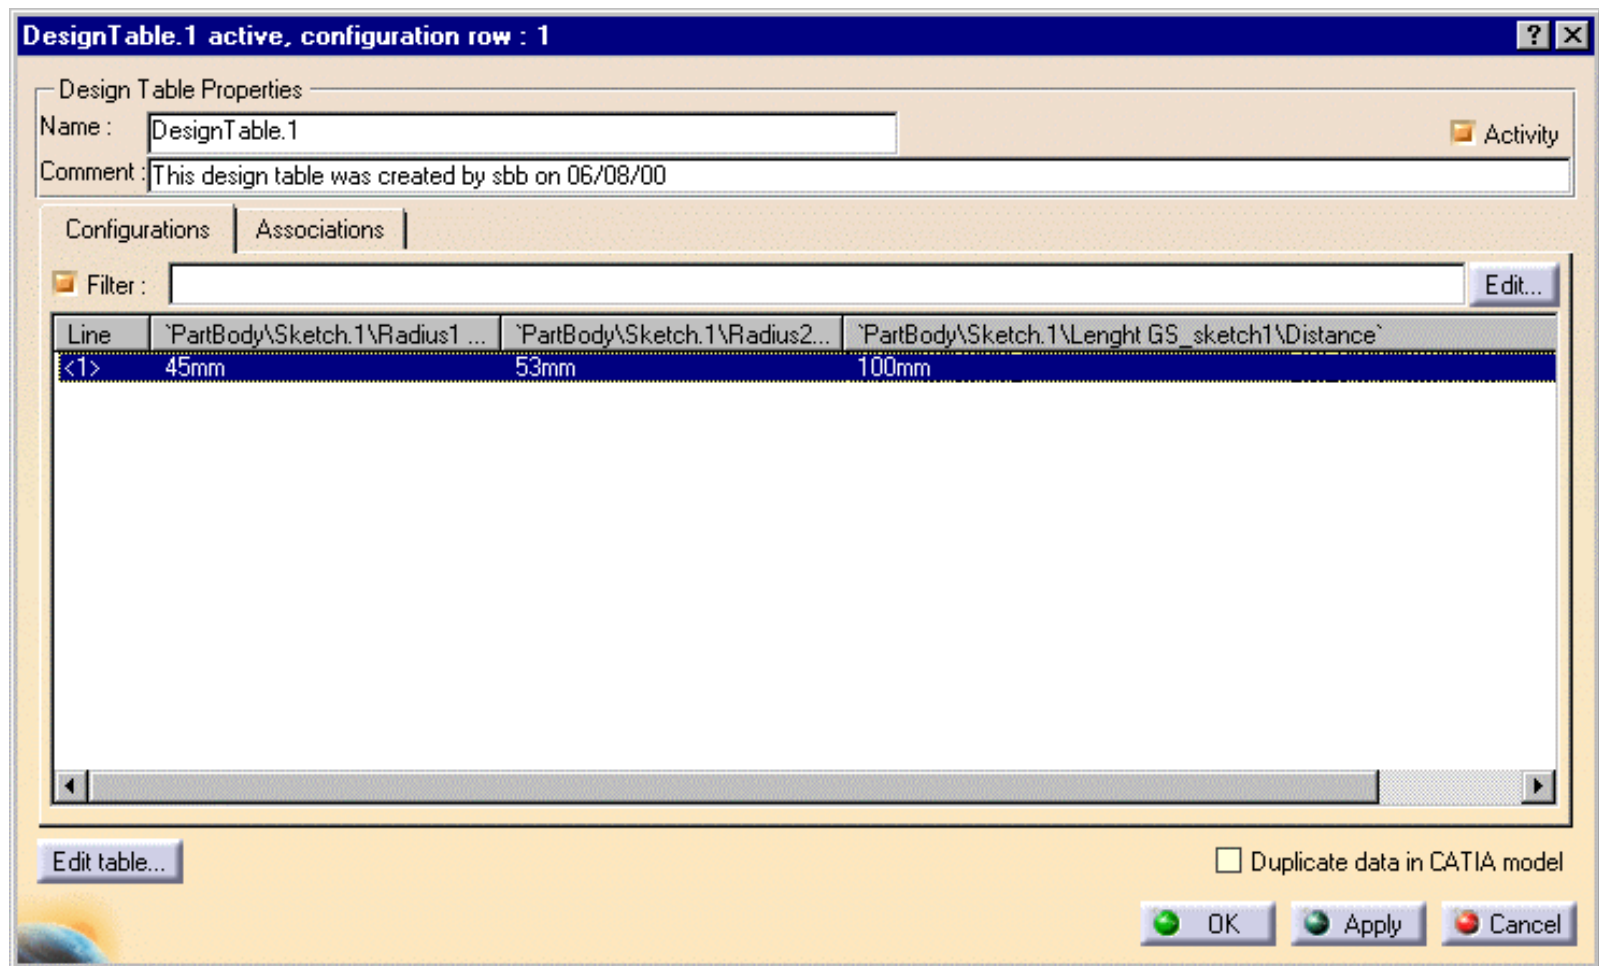 DesignTable.1 active, configuration row : 1
Design Table Properties
Name : DesignTable.1 Activity
Comment : This design table was created by sbb on 06/08/00
Configurations Associations
Filter : Edit...
Line `PartBody\Sketch.1\Radius1 ... `PartBody\Sketch.1\Radius2... `PartBody\Sketch.1\Lenght GS_sketch1\Distance`
<1> 45mm 53mm 100mm
Edit table... Duplicate data in CATIA model
OK Apply Cancel